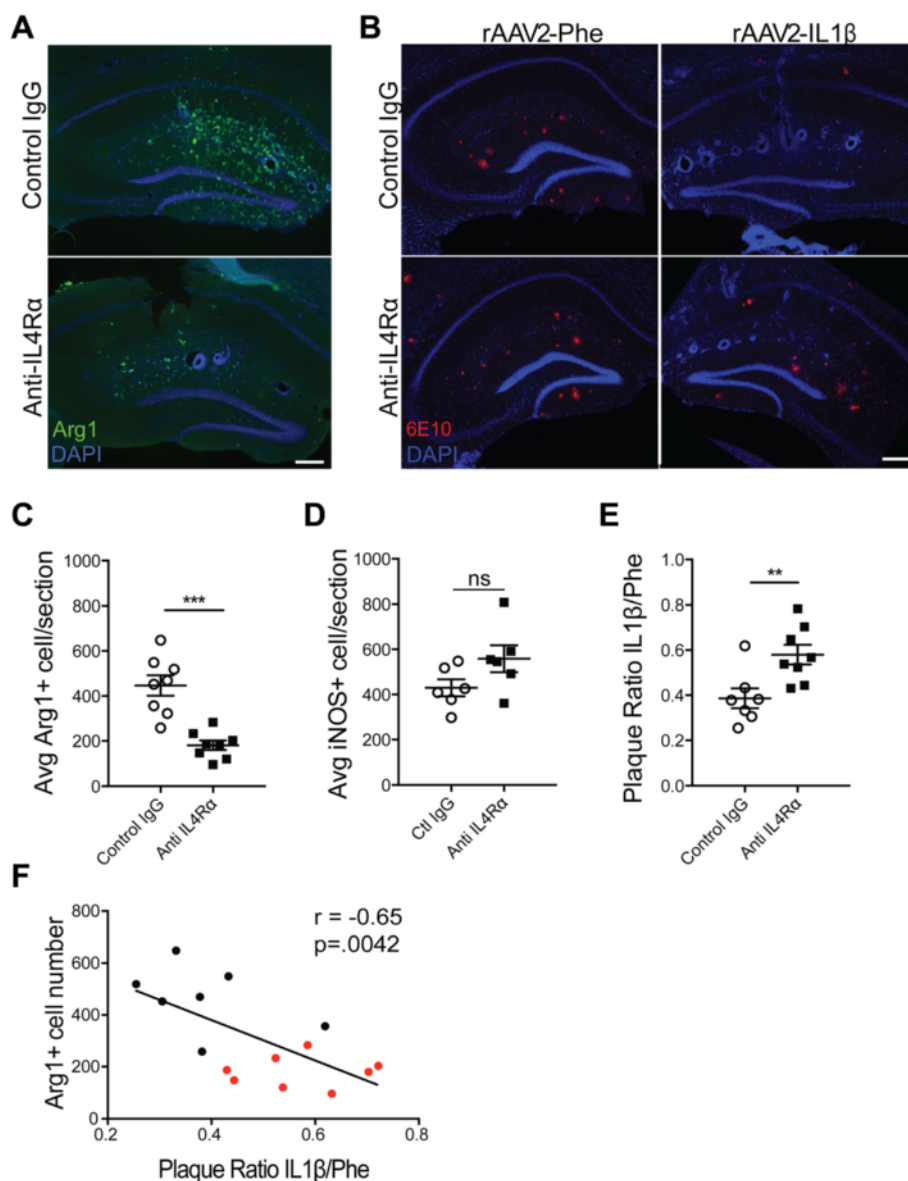 A
Control IgG
Anti-IL4Rα
Arg1
DAPI
B
rAAV2-Phe
rAAV2-IL1β
Control IgG
Anti-IL4Rα
6E10
DAPI
C
Avg Arg1+ cell/section
1000
800
600
400
200
0
***
Control IgG
Anti IL4Rα
D
Avg iNOS+ cell/section
1000
800
600
400
200
0
ns
Ctl IgG
Anti IL4Rα
E
Plaque Ratio IL1β/Phe
1.0
0.8
0.6
0.4
0.2
0.0
**
Control IgG
Anti IL4Rα
F
Arg1+ cell number
800
600
400
200
0
r = -0.65
p=.0042
0.2
0.4
0.6
0.8
Plaque Ratio IL1β/Phe